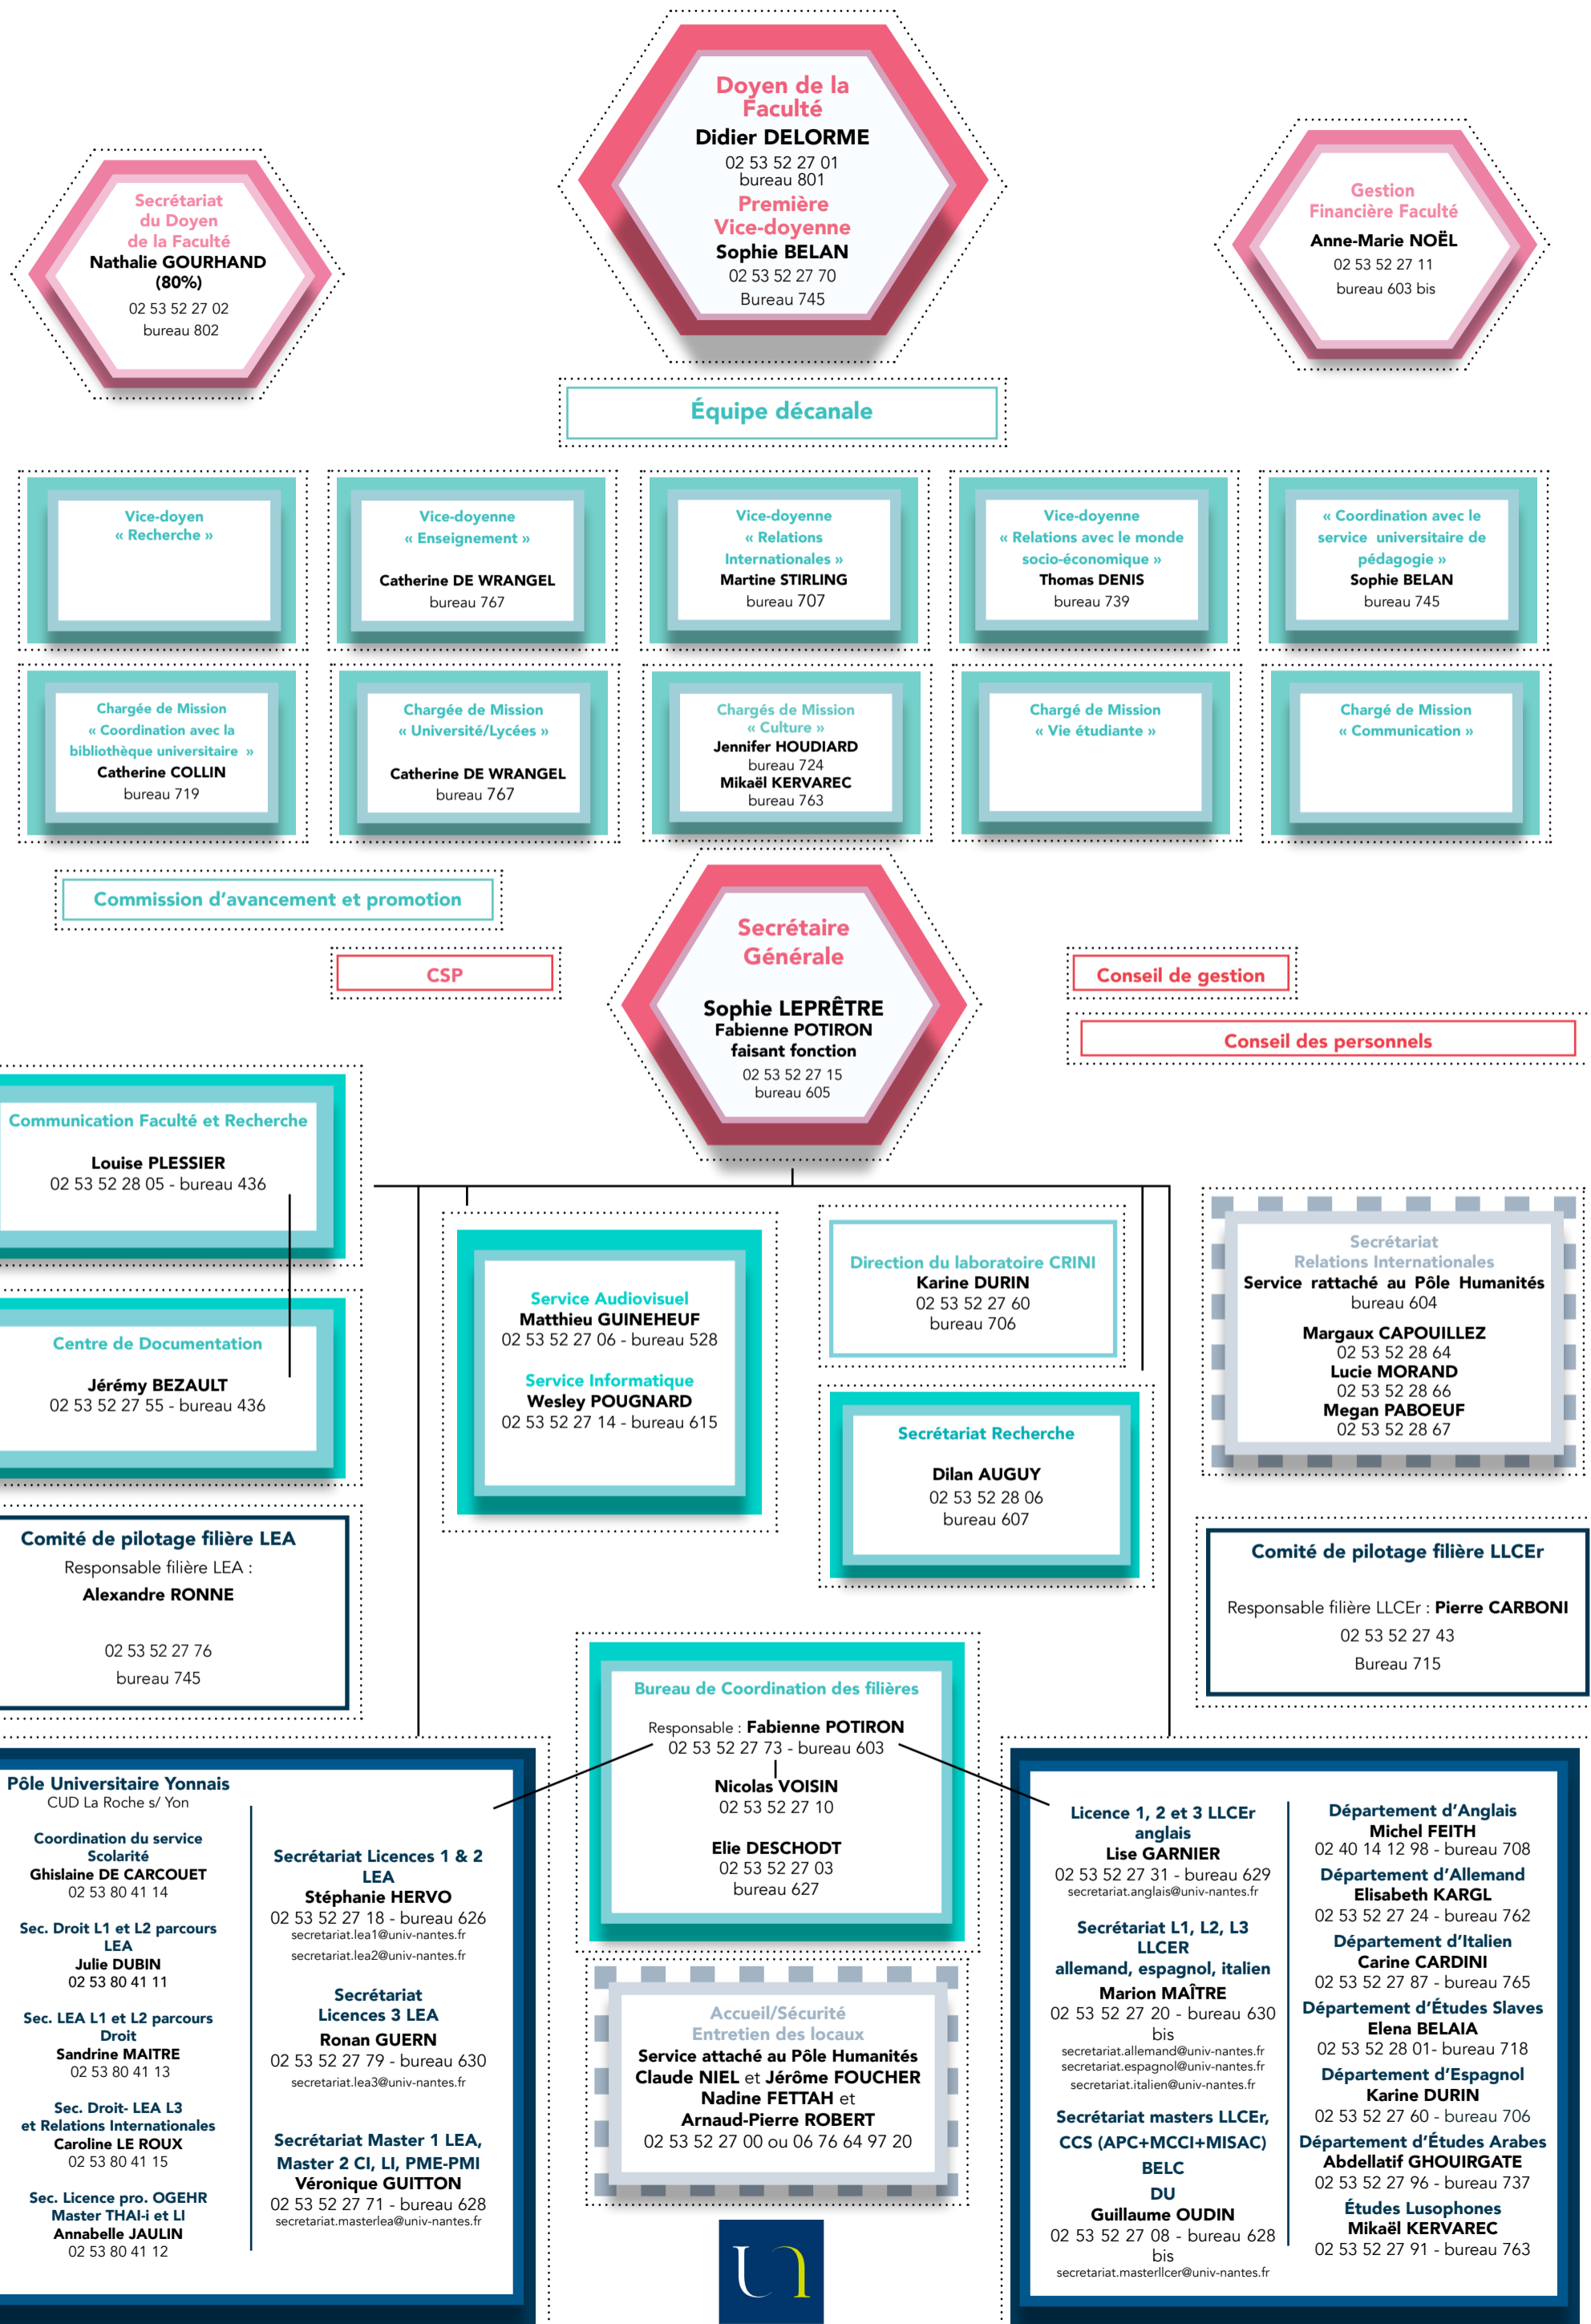 Doyen de la
Faculté
Didier DELORME
02 53 52 27 01
bureau 801
Première
Vice-doyenne
Sophie BELAN
02 53 52 27 70
Bureau 745
Secrétariat
du Doyen
de la Faculté
Nathalie GOURHAND
(80%)
02 53 52 27 02
bureau 802
Gestion
Financière Faculté
Anne-Marie NOËL
02 53 52 27 11
bureau 603 bis
Équipe décanale
Vice-doyen
« Recherche »
Vice-doyenne
« Enseignement »
Catherine DE WRANGEL
bureau 767
Vice-doyenne
« Relations
Internationales »
Martine STIRLING
bureau 707
Vice-doyenne
« Relations avec le monde
socio-économique »
Thomas DENIS
bureau 739
« Coordination avec le
service universitaire de
pédagogie »
Sophie BELAN
bureau 745
Chargée de Mission
« Coordination avec la
bibliothèque universitaire »
Catherine COLLIN
bureau 719
Chargée de Mission
« Université/Lycées »
Catherine DE WRANGEL
bureau 767
Chargés de Mission
« Culture »
Jennifer HOUDIARD
bureau 724
Mikaël KERVAREC
bureau 763
Chargé de Mission
« Vie étudiante »
Chargé de Mission
« Communication »
Commission d'avancement et promotion
CSP
Secrétaire
Générale
Sophie LEPRÊTRE
Fabienne POTIRON
faisant fonction
02 53 52 27 15
bureau 605
Conseil de gestion
Conseil des personnels
Communication Faculté et Recherche
Louise PLESSIER
02 53 52 28 05 - bureau 436
Centre de Documentation
Jérémy BEZAULT
02 53 52 27 55 - bureau 436
Service Audiovisuel
Matthieu GUINEHEUF
02 53 52 27 06 - bureau 528
Service Informatique
Wesley POUGNARD
02 53 52 27 14 - bureau 615
Direction du laboratoire CRINI
Karine DURIN
02 53 52 27 60
bureau 706
Secrétariat Recherche
Dilan AUGUY
02 53 52 28 06
bureau 607
Secrétariat
Relations Internationales
Service rattaché au Pôle Humanités
bureau 604
Margaux CAPOUILLEZ
02 53 52 28 64
Lucie MORAND
02 53 52 28 66
Megan PABOEUF
02 53 52 28 67
Comité de pilotage filière LEA
Responsable filière LEA :
Alexandre RONNE
02 53 52 27 76
bureau 745
Comité de pilotage filière LLCEr
Responsable filière LLCEr : Pierre CARBONI
02 53 52 27 43
Bureau 715
Bureau de Coordination des filières
Responsable : Fabienne POTIRON
02 53 52 27 73 - bureau 603
Nicolas VOISIN
02 53 52 27 10
Elie DESCHODT
02 53 52 27 03
bureau 627
Pôle Universitaire Yonnais
CUD La Roche s/ Yon
Coordination du service
Scolarité
Ghislaine DE CARCOUET
02 53 80 41 14
Sec. Droit L1 et L2 parcours
LEA
Julie DUBIN
02 53 80 41 11
Sec. LEA L1 et L2 parcours
Droit
Sandrine MAITRE
02 53 80 41 13
Sec. Droit- LEA L3
et Relations Internationales
Caroline LE ROUX
02 53 80 41 15
Sec. Licence pro. OGEHR
Master THAI-i et LI
Annabelle JAULIN
02 53 80 41 12
Secrétariat Licences 1 & 2
LEA
Stéphanie HERVO
02 53 52 27 18 - bureau 626
secretariat.lea1@univ-nantes.fr
secretariat.lea2@univ-nantes.fr
Secrétariat
Licences 3 LEA
Ronan GUERN
02 53 52 27 79 - bureau 630
secretariat.lea3@univ-nantes.fr
Secrétariat Master 1 LEA,
Master 2 CI, LI, PME-PMI
Véronique GUITTON
02 53 52 27 71 - bureau 628
secretariat.masterlea@univ-nantes.fr
Accueil/Sécurité
Entretien des locaux
Service attaché au Pôle Humanités
Claude NIEL et Jérôme FOUCHER
Nadine FETTAH et
Arnaud-Pierre ROBERT
02 53 52 27 00 ou 06 76 64 97 20
Licence 1, 2 et 3 LLCEr
anglais
Lise GARNIER
02 53 52 27 31 - bureau 629
secretariat.anglais@univ-nantes.fr
Secrétariat L1, L2, L3
LLCER
allemand, espagnol, italien
Marion MAÎTRE
02 53 52 27 20 - bureau 630
bis
secretariat.allemand@univ-nantes.fr
secretariat.espagnol@univ-nantes.fr
secretariat.italien@univ-nantes.fr
Secrétariat masters LLCEr,
CCS (APC+MCCI+MISAC)
BELC
DU
Guillaume OUDIN
02 53 52 27 08 - bureau 628
bis
secretariat.masterllcer@univ-nantes.fr
Département d'Anglais
Michel FEITH
02 40 14 12 98 - bureau 708
Département d'Allemand
Elisabeth KARGL
02 53 52 27 24 - bureau 762
Département d'Italien
Carine CARDINI
02 53 52 27 87 - bureau 765
Département d'Études Slaves
Elena BELAIA
02 53 52 28 01- bureau 718
Département d'Espagnol
Karine DURIN
02 53 52 27 60 - bureau 706
Département d'Études Arabes
Abdellatif GHOUIRGATE
02 53 52 27 96 - bureau 737
Études Lusophones
Mikaël KERVAREC
02 53 52 27 91 - bureau 763